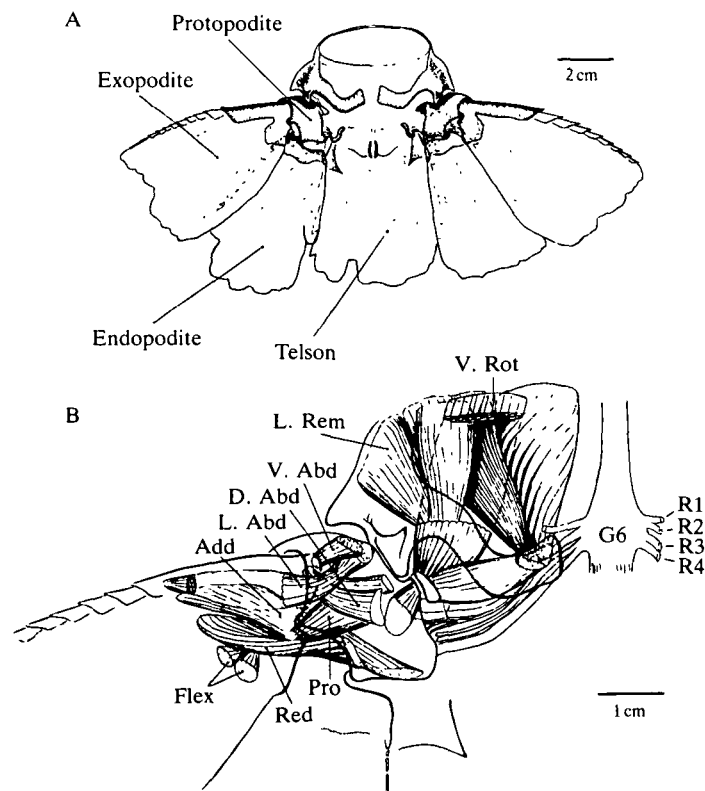 A
Protopodite
Exopodite
2 cm
Endopodite
Telson
B
V. Rot
L. Rem
V. Abd
D. Abd
L. Abd
Add
G6
R1
R2
R3
R4
Flex
Red
Pro
1 cm